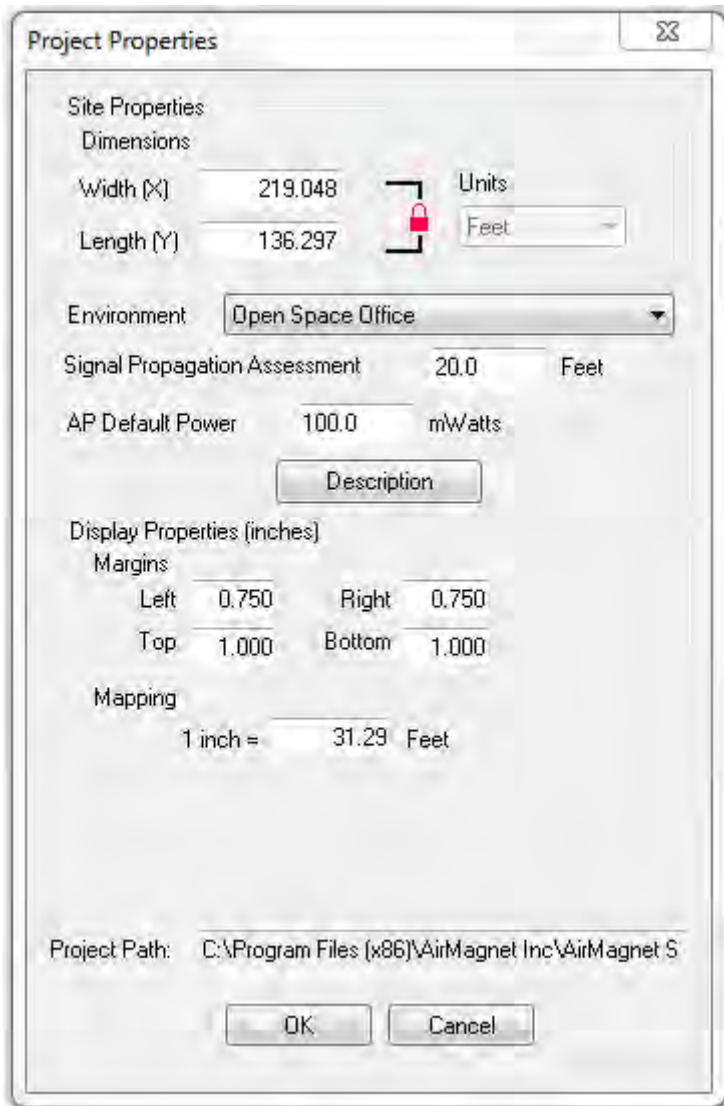 Project Properties
Site Properties
Dimensions
Width (X) 219.048 Units
Length (Y) 136.297 Feet
Environment Open Space Office
Signal Propagation Assessment 20.0 Feet
AP Default Power 100.0 mWatts
Description
Display Properties (inches)
Margins
Left 0.750 Right 0.750
Top 1.000 Bottom 1.000
Mapping
1 inch = 31.29 Feet
Project Path: C:\Program Files (x86)\AirMagnet Inc\AirMagnet S
OK Cancel